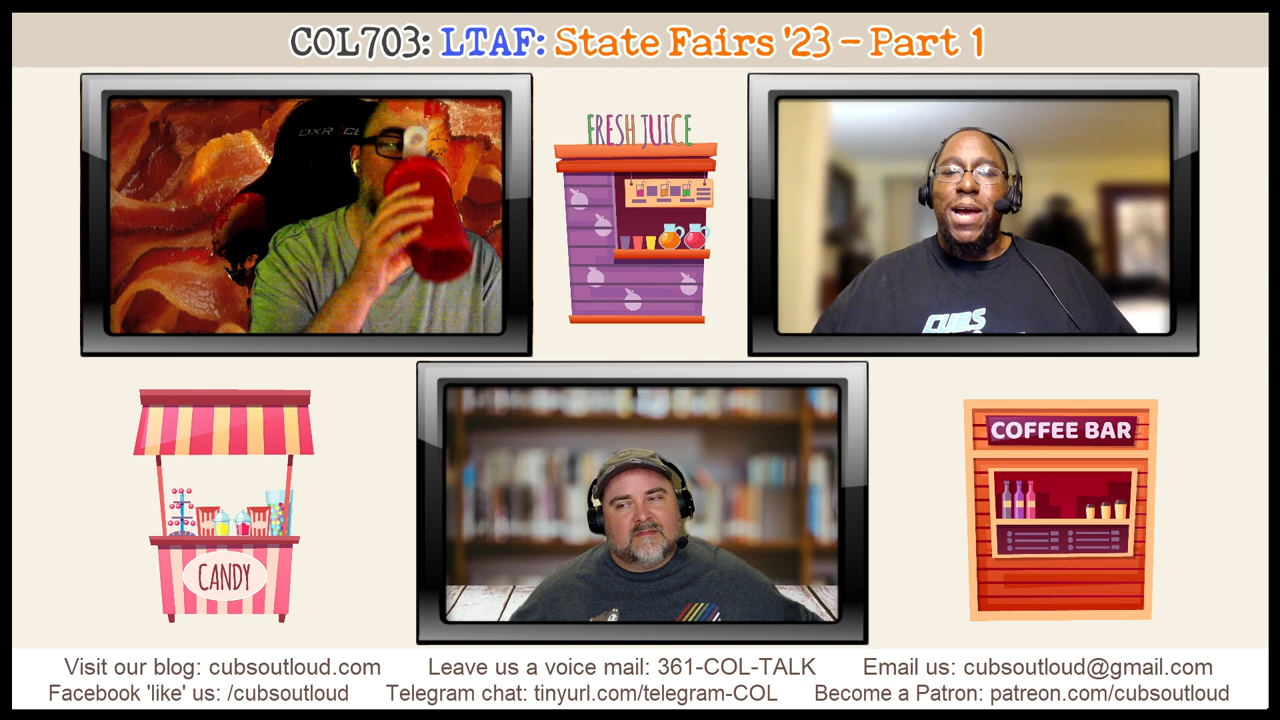 COL703: LTAF: State Fairs '23 - Part 1
DXR
FRESH JUICE
CUBS
CANDY
COFFEE BAR
Visit our blog: cubsoutloud.com Leave us a voice mail: 361-COL-TALK Email us: cubsoutloud@gmail.com
Facebook 'like' us: /cubsoutloud Telegram chat: tinyurl.com/telegram-COL Become a Patron: patreon.com/cubsoutloud